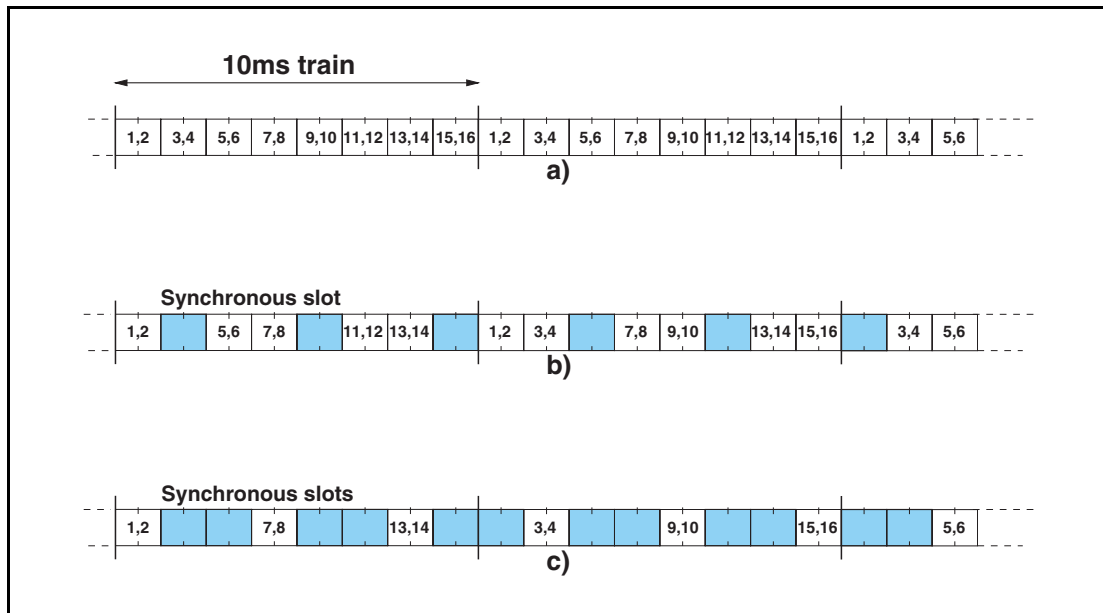 10ms train
1,2 3,4 5,6 7,8 9,10 11,12 13,14 15,16 1,2 3,4 5,6 7,8 9,10 11,12 13,14 15,16 1,2 3,4 5,6
a)
Synchronous slot
1,2 5,6 7,8 11,12 13,14 1,2 3,4 7,8 9,10 13,14 15,16 3,4 5,6
b)
Synchronous slots
1,2 7,8 13,14 3,4 9,10 15,16 5,6
c)